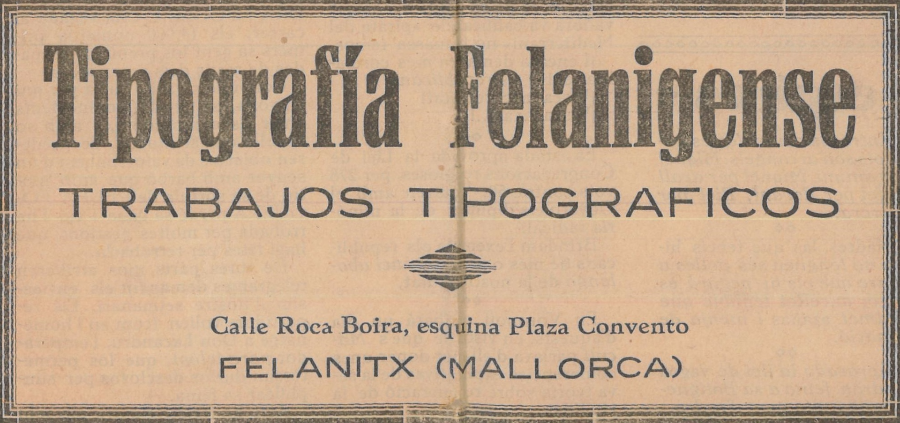 Tipografía Felanigense
TRABAJOS TIPOGRAFICOS
Calle Roca Boira, esquina Plaza Convento
FELANITX (MALLORCA)